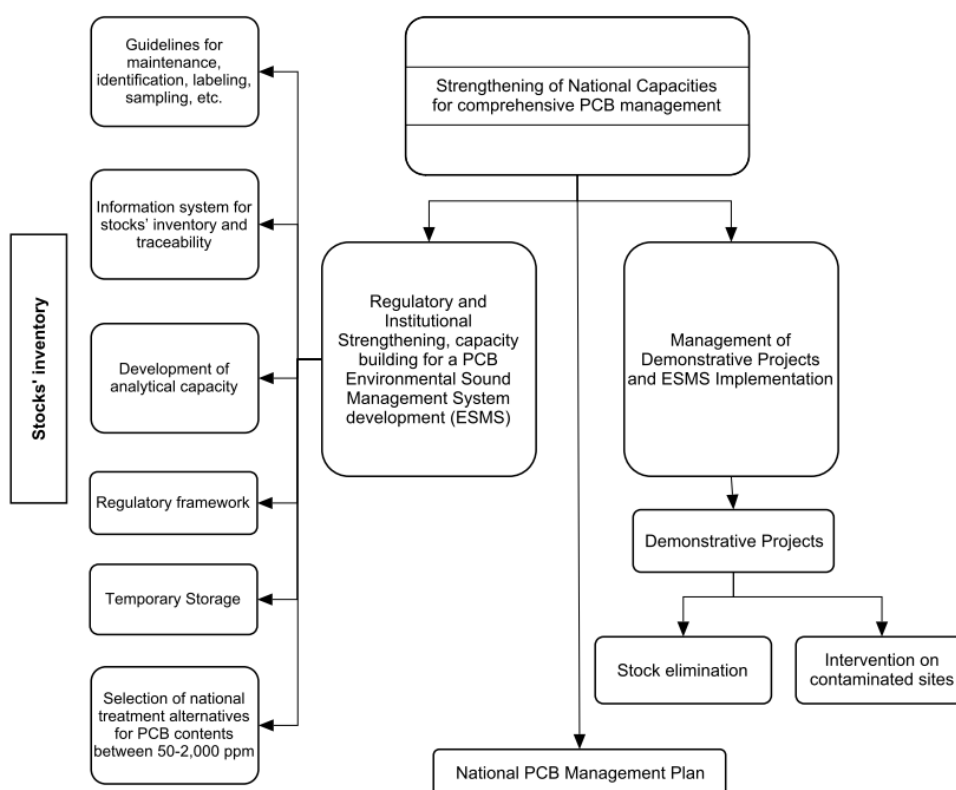 Strengthening of National Capacities
for comprehensive PCB management
Guidelines for
maintenance,
identification, labeling,
sampling, etc.
Information system for
stocks' inventory and
traceability
Development of
analytical capacity
Regulatory framework
Temporary Storage
Selection of national
treatment alternatives
for PCB contents
between 50-2,000 ppm
Stocks' inventory
Regulatory and
Institutional
Strengthening, capacity
building for a PCB
Environmental Sound
Management System
development (ESMS)
Management of
Demonstrative Projects
and ESMS Implementation
Demonstrative Projects
Stock elimination
Intervention on
contaminated sites
National PCB Management Plan